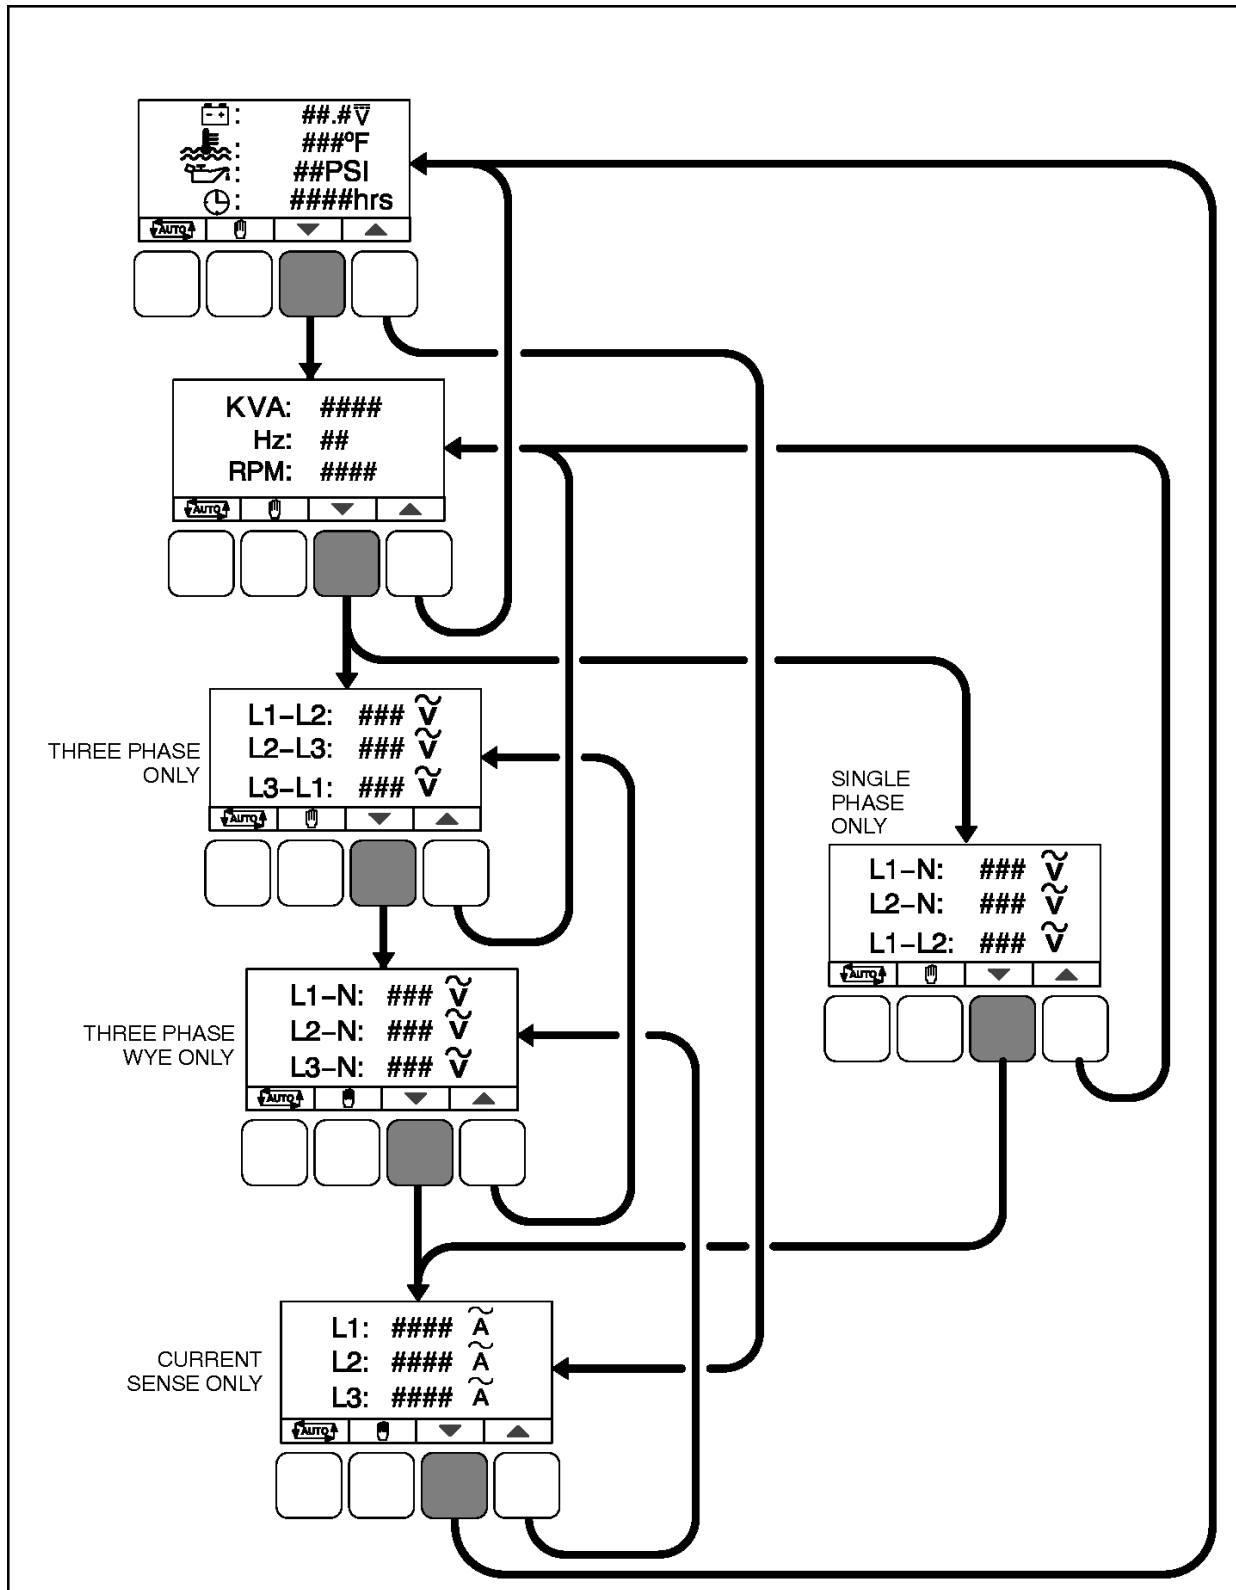 : ##.# V
: ###ºF
: ##PSI
: ####hrs
AUTO
KVA: ####
Hz: ##
RPM: ####
AUTO
THREE PHASE
ONLY
L1–L2: ### V
L2–L3: ### V
L3–L1: ### V
AUTO
SINGLE
PHASE
ONLY
L1–N: ### V
L2–N: ### V
L1–L2: ### V
AUTO
THREE PHASE
WYE ONLY
L1–N: ### V
L2–N: ### V
L3–N: ### V
AUTO
CURRENT
SENSE ONLY
L1: #### A
L2: #### A
L3: #### A
AUTO